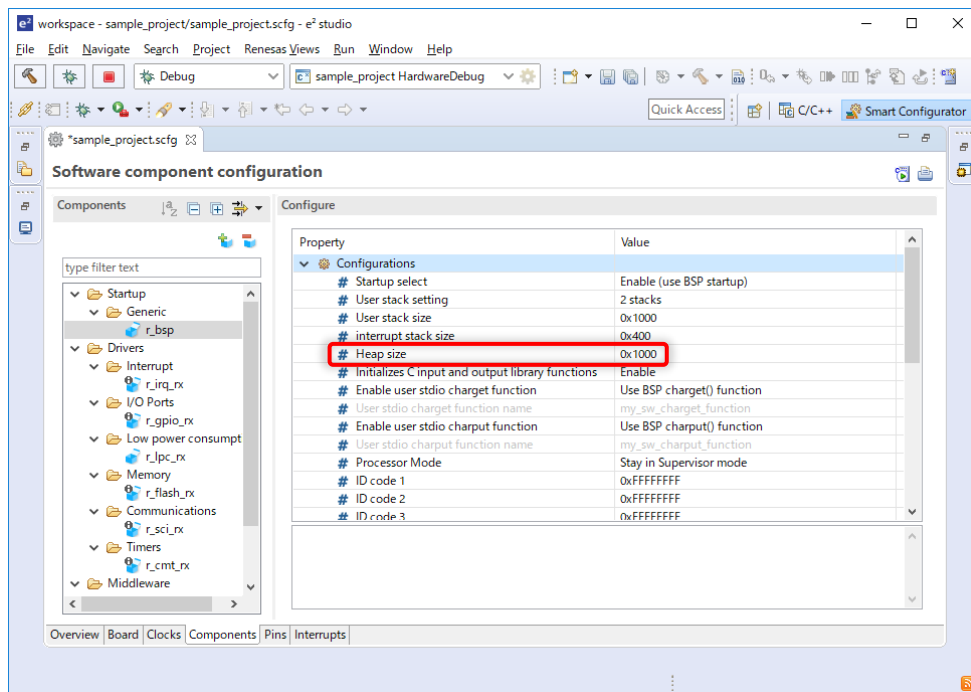 e² workspace - sample_project/sample_project.scfg - e² studio
File Edit Navigate Search Project Renesas Views Run Window Help
Debug
sample_project HardwareDebug
010
Quick Access
C/C++
Smart Configurator
*sample_project.scfg
Software component configuration
Components
Configure
type filter text
Startup
Generic
r_bsp
Drivers
Interrupt
r_irq_rx
I/O Ports
r_gpio_rx
Low power consumpt
r_lpc_rx
Memory
r_flash_rx
Communications
r_sci_rx
Timers
r_cmt_rx
Middleware
Property Value
Configurations
# Startup select Enable (use BSP startup)
# User stack setting 2 stacks
# User stack size 0x1000
# interrupt stack size 0x400
# Heap size 0x1000
# Initializes C input and output library functions Enable
# Enable user stdio charget function Use BSP charget() function
# User stdio charget function name my_sw_charget_function
# Enable user stdio charput function Use BSP charput() function
# User stdio charput function name my_sw_charput_function
# Processor Mode Stay in Supervisor mode
# ID code 1 0xFFFFFFFF
# ID code 2 0xFFFFFFFF
# ID code 3 0xFFFFFFFF
Overview Board Clocks Components Pins Interrupts